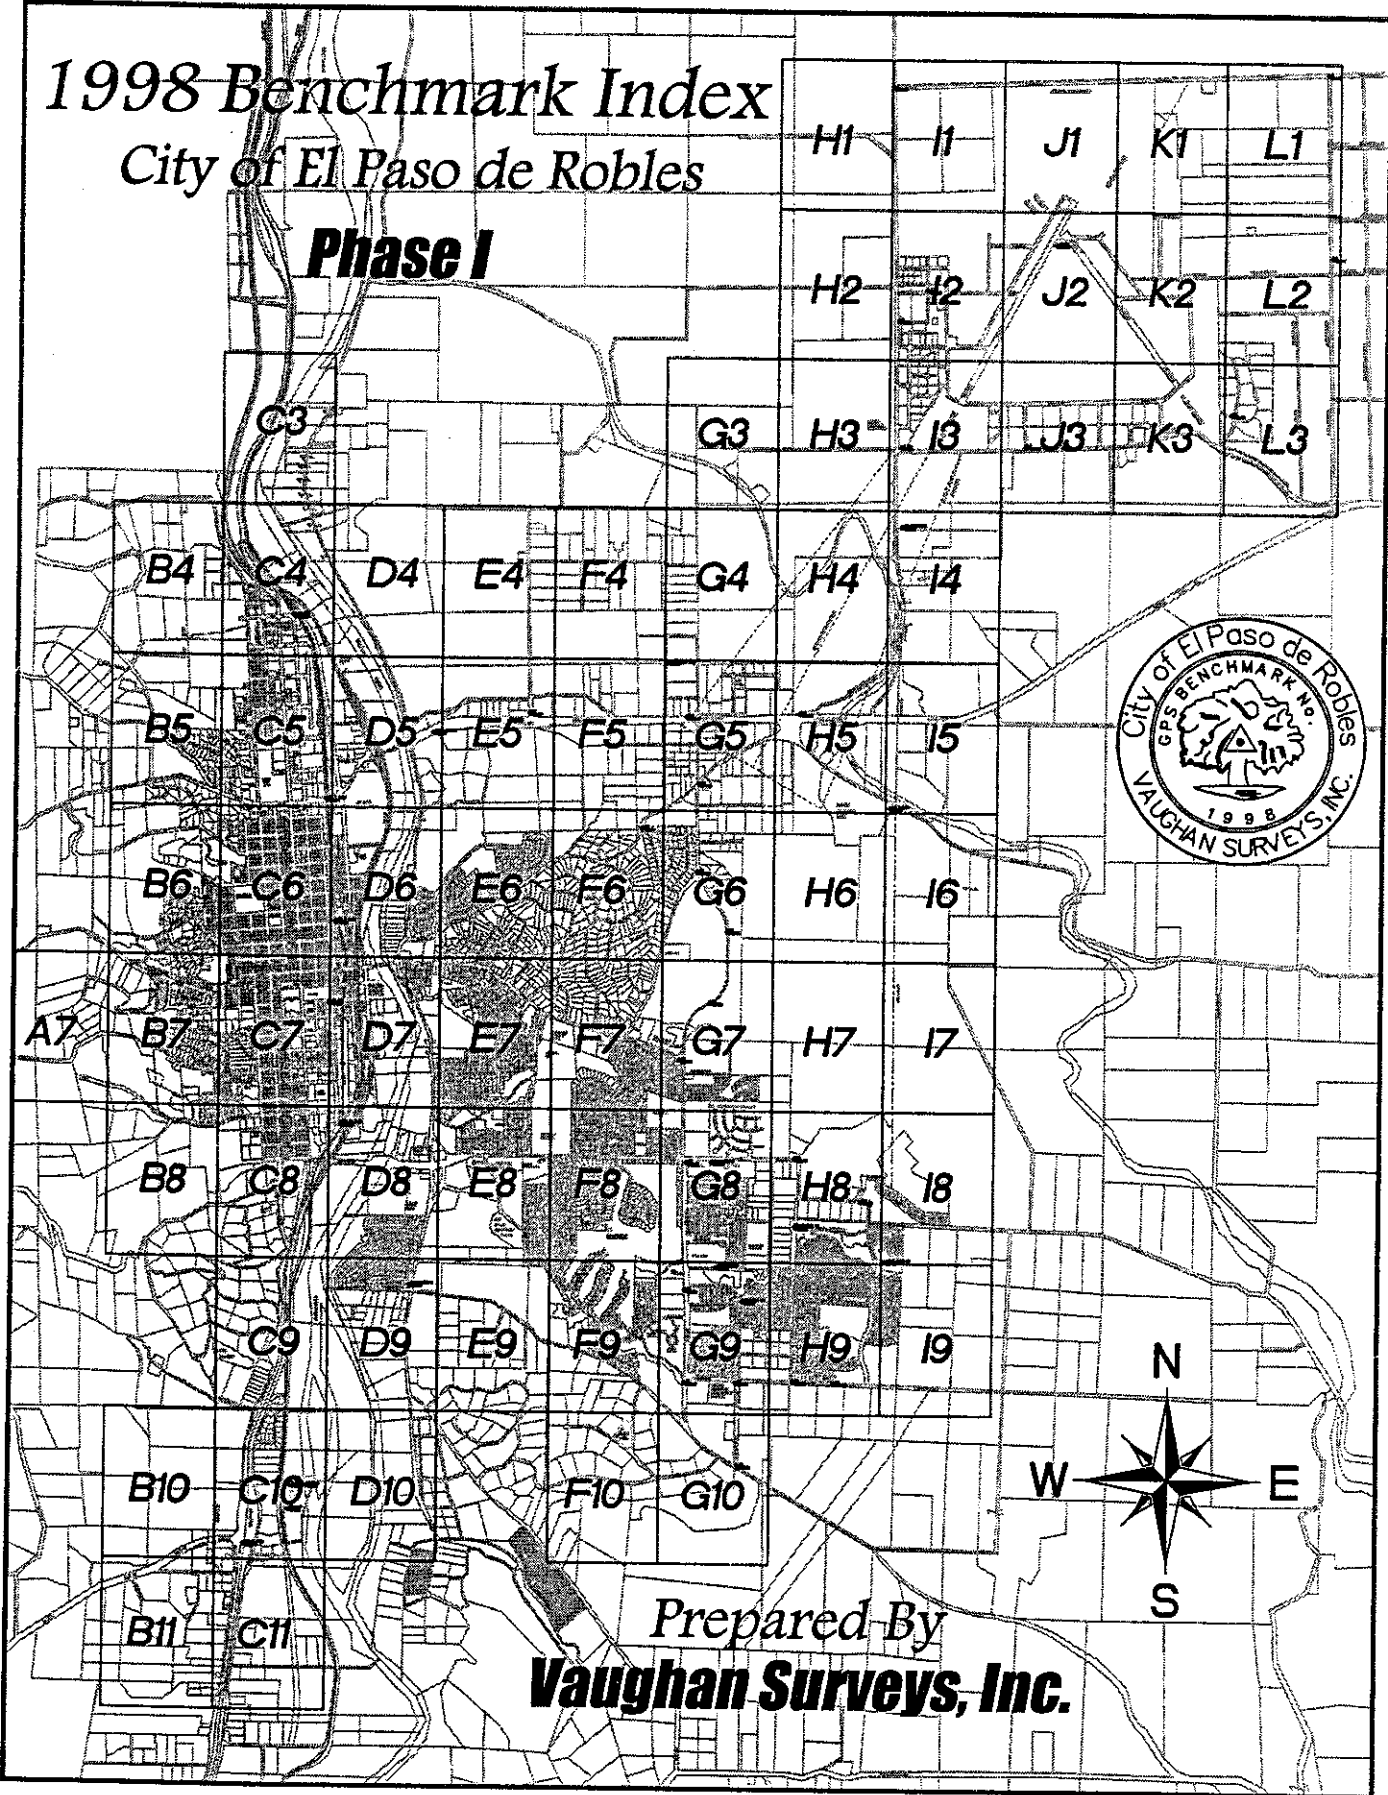 1998 Benchmark Index
City of El Paso de Robles
Phase I
H1 I1 J1 K1 L1
H2 I2 J2 K2 L2
C3 G3 H3 I3 J3 K3 L3
B4 C4 D4 E4 F4 G4 H4 I4
B5 C5 D5 E5 F5 G5 H5 I5
B6 C6 D6 E6 F6 G6 H6 I6
A7 B7 C7 D7 E7 F7 G7 H7 I7
B8 C8 D8 E8 F8 G8 H8 I8
C9 D9 E9 F9 G9 H9 I9
B10 C10 D10 F10 G10
B11 C11
City of El Paso de Robles
GPS BENCHMARK NO.
1998
VAUGHAN SURVEYS, INC.
N
W E
S
Prepared By
Vaughan Surveys, Inc.